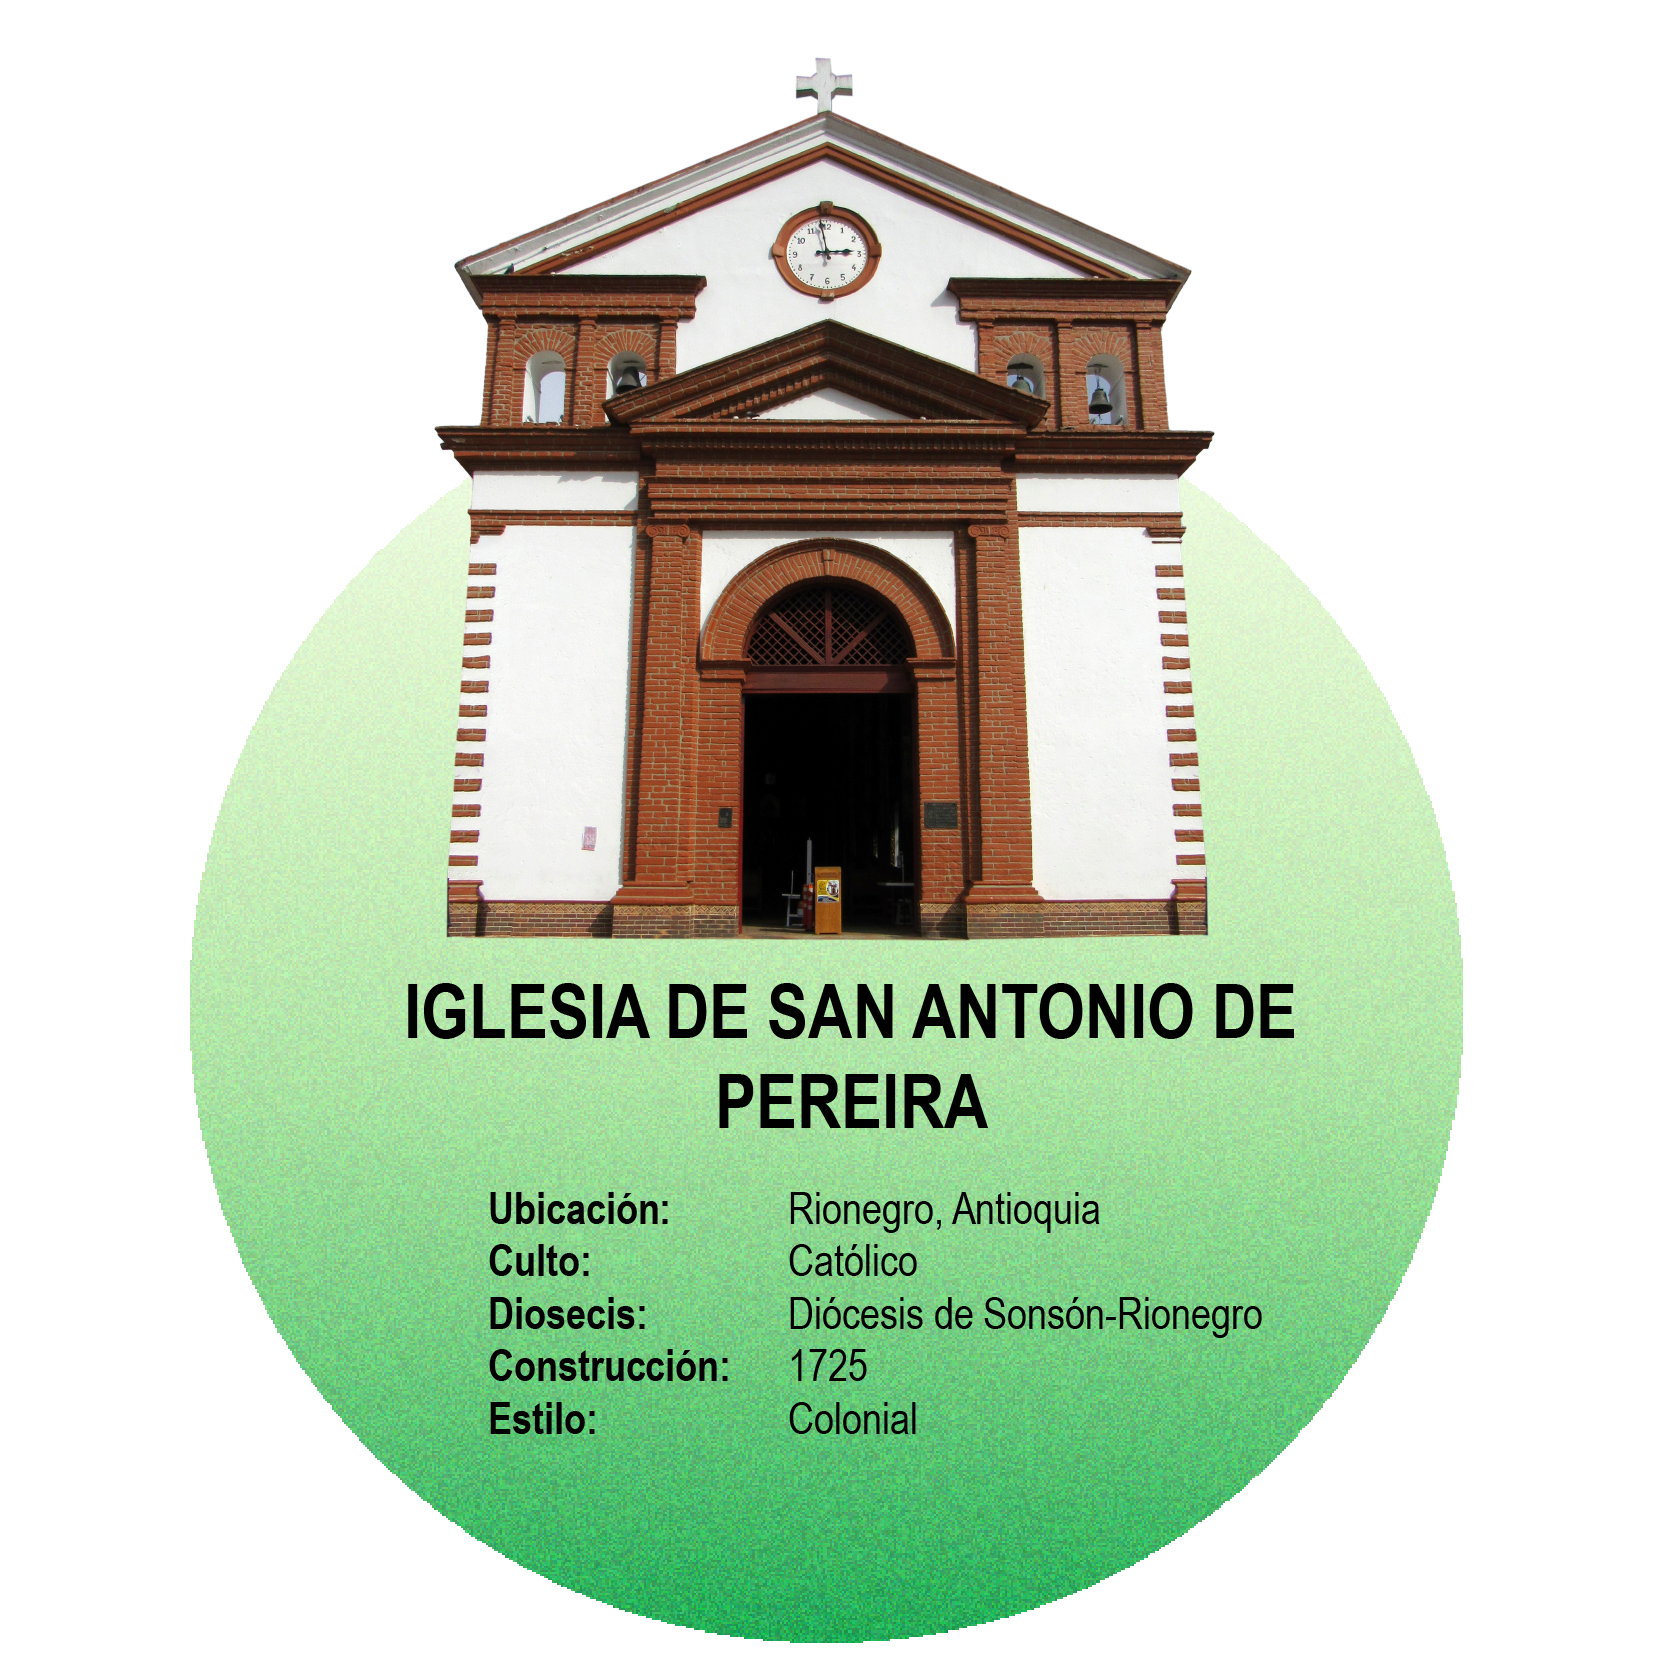 IGLESIA DE SAN ANTONIO DE
PEREIRA
Ubicación: Rionegro, Antioquia
Culto: Católico
Diosecis: Diócesis de Sonsón-Rionegro
Construcción: 1725
Estilo: Colonial